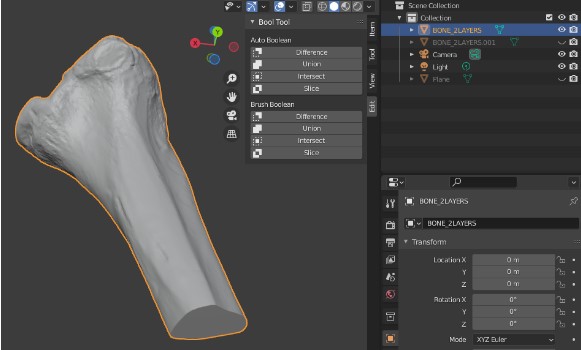 Scene Collection
Collection
BONE_2LAYERS
BONE_2LAYERS.001
Camera
Light
Plane
X
Y
Bool Tool
Auto Boolean
Difference
Union
Intersect
Slice
Brush Boolean
Difference
Union
Intersect
Slice
Item
Tool
View
Edit
BONE_2LAYERS
BONE_2LAYERS
Transform
Location X 0 m
Y 0 m
Z 0 m
Rotation X 0°
Y 0°
Z 0°
Mode XYZ Euler